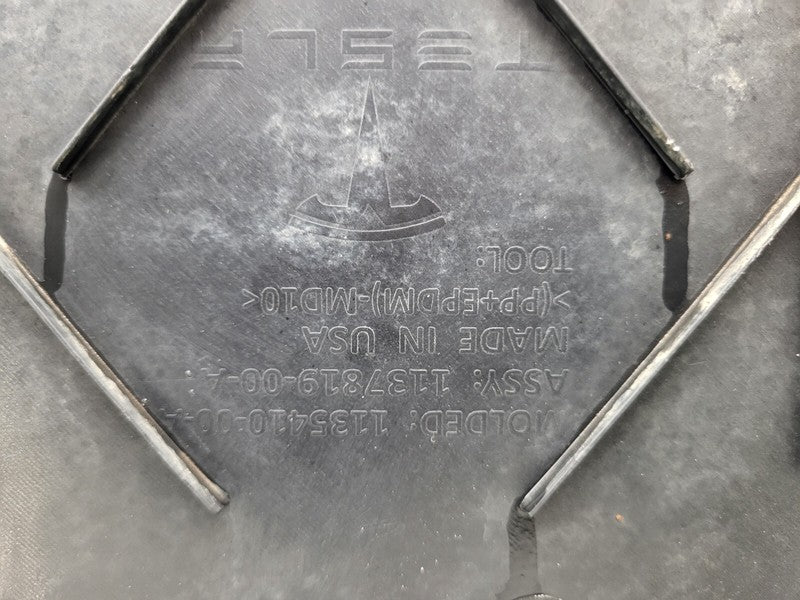 MOLDED: 1135410-00-A
ASSY: 1137819-00-A
MADE IN USA
>(PP+EPDM)-MD10<
TOOL:
TESLA